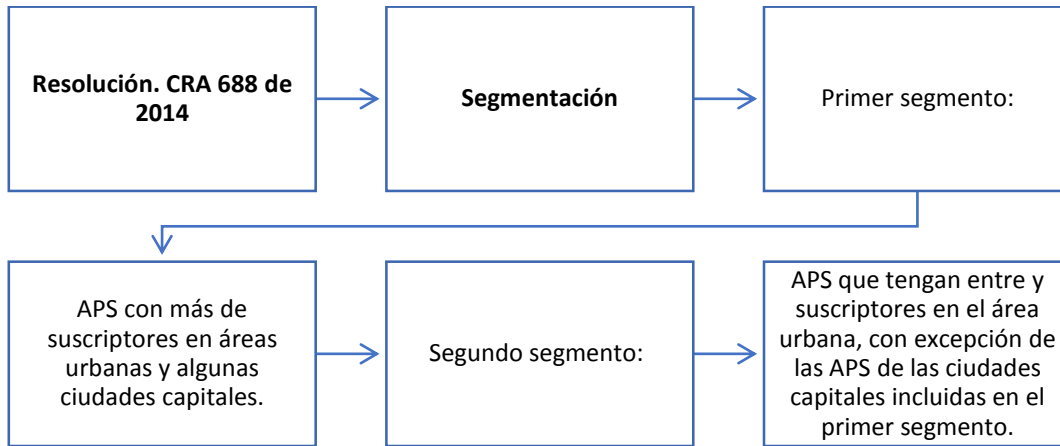 Resolución. CRA 688 de
2014
Segmentación
Primer segmento:
APS con más de
suscriptores en áreas
urbanas y algunas
ciudades capitales.
Segundo segmento:
APS que tengan entre y
suscriptores en el área
urbana, con excepción de
las APS de las ciudades
capitales incluidas en el
primer segmento.